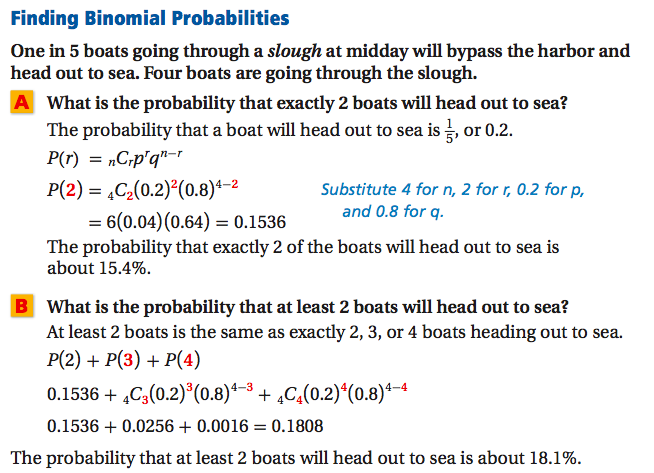 Finding Binomial Probabilities
One in 5 boats going through a slough at midday will bypass the harbor and
head out to sea. Four boats are going through the slough.
A What is the probability that exactly 2 boats will head out to sea?
The probability that a boat will head out to sea is 1/5, or 0.2.
P(r) = ₙCᵣpʳqⁿ⁻ʳ
P(2) = ₄C₂(0.2)²(0.8)⁴⁻² Substitute 4 for n, 2 for r, 0.2 for p,
and 0.8 for q.
= 6(0.04)(0.64) = 0.1536
The probability that exactly 2 of the boats will head out to sea is
about 15.4%.
B What is the probability that at least 2 boats will head out to sea?
At least 2 boats is the same as exactly 2, 3, or 4 boats heading out to sea.
P(2) + P(3) + P(4)
0.1536 + ₄C₃(0.2)³(0.8)⁴⁻³ + ₄C₄(0.2)⁴(0.8)⁴⁻⁴
0.1536 + 0.0256 + 0.0016 = 0.1808
The probability that at least 2 boats will head out to sea is about 18.1%.